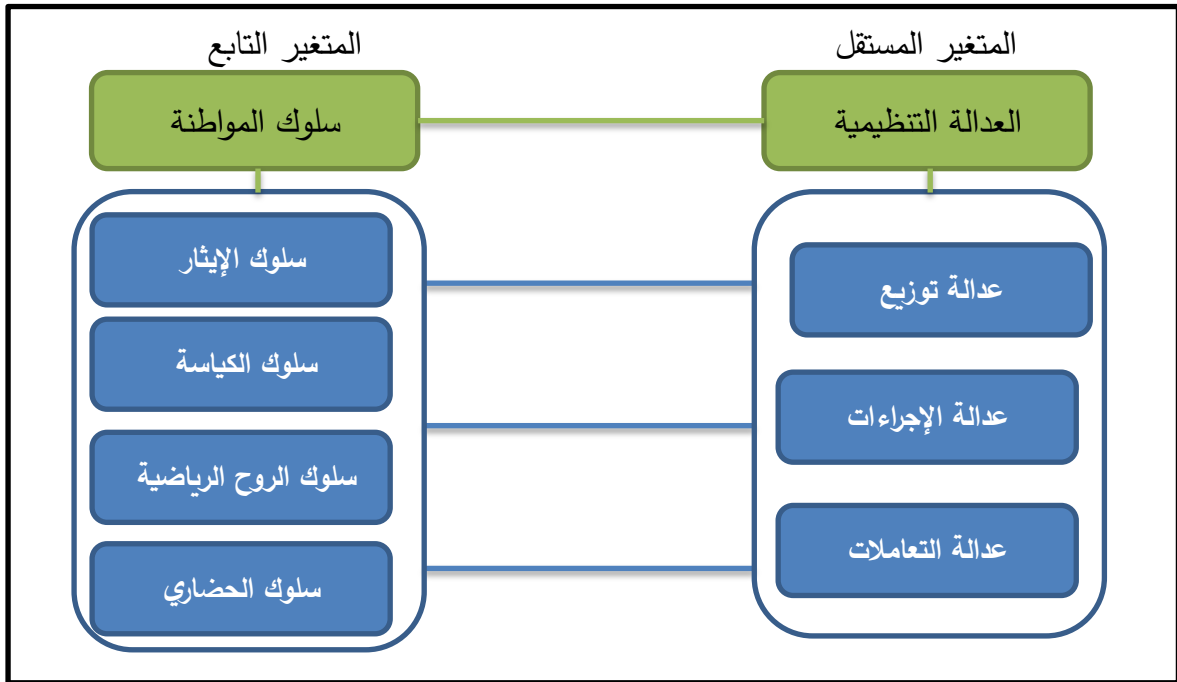 المتغير المستقل
المتغير التابع
العدالة التنظيمية
سلوك المواطنة
عدالة توزيع
عدالة الإجراءات
عدالة التعاملات
سلوك الإيثار
سلوك الكياسة
سلوك الروح الرياضية
سلوك الحضاري